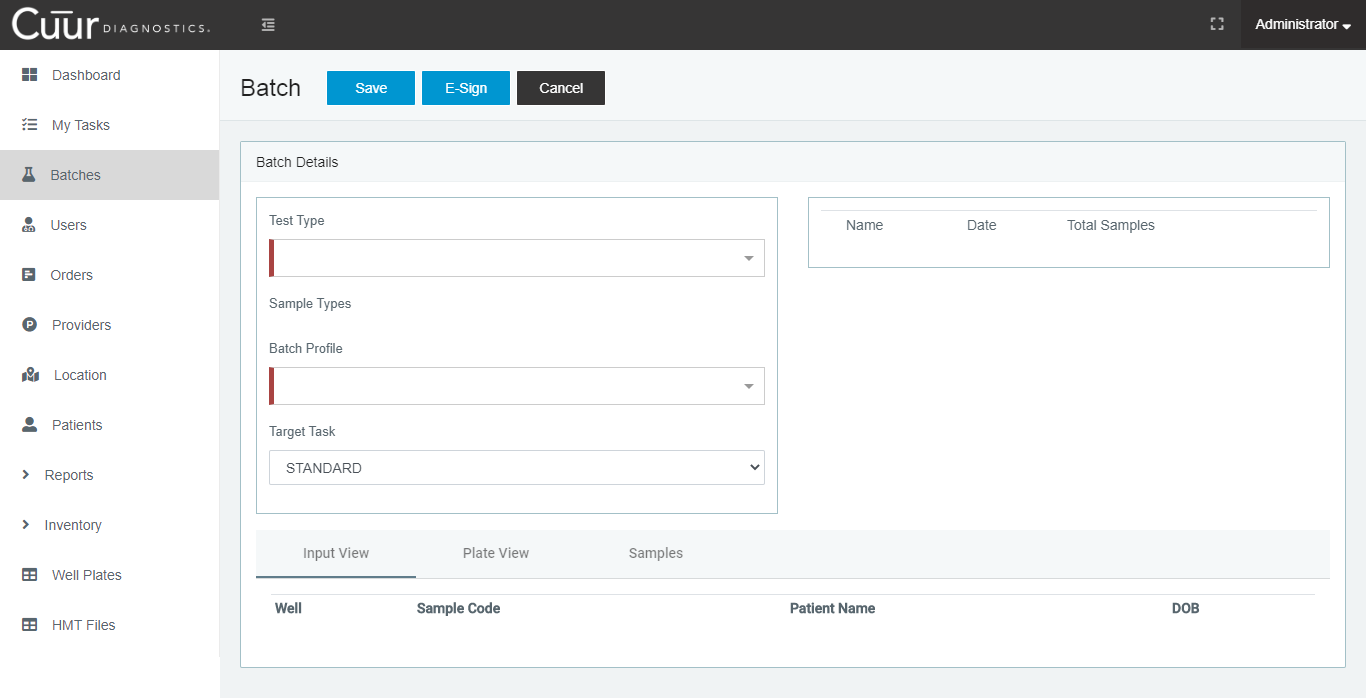 Cūūr DIAGNOSTICS.
Administrator
Dashboard
My Tasks
Batches
Users
Orders
Providers
Location
Patients
Reports
Inventory
Well Plates
HMT Files
Batch Save E-Sign Cancel
Batch Details
Test Type
Sample Types
Batch Profile
Target Task
STANDARD
Name Date Total Samples
Input View Plate View Samples
Well Sample Code Patient Name DOB